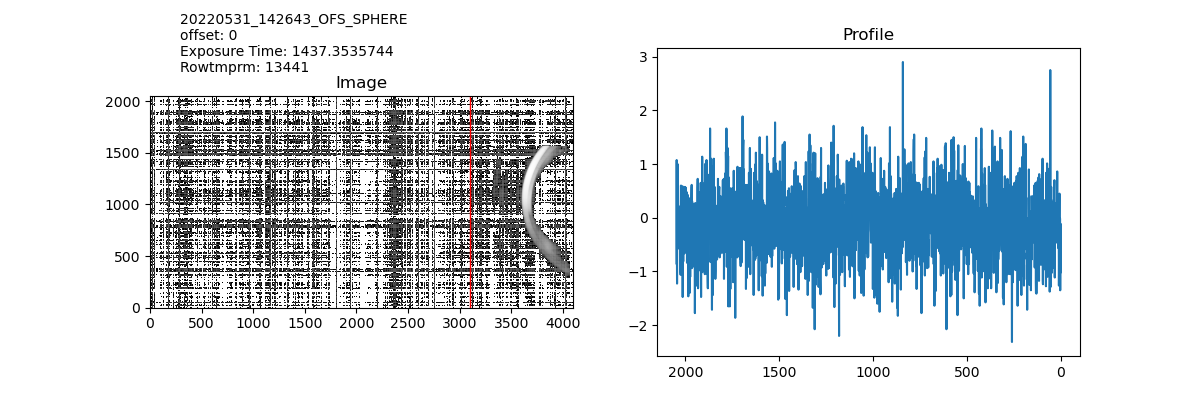 20220531_142643_OFS_SPHERE
offset: 0
Exposure Time: 1437.3535744
Rowtmprm: 13441
Image
2000
1500
1000
500
0
0 500 1000 1500 2000 2500 3000 3500 4000
Profile
3
2
1
0
−1
−2
2000 1500 1000 500 0